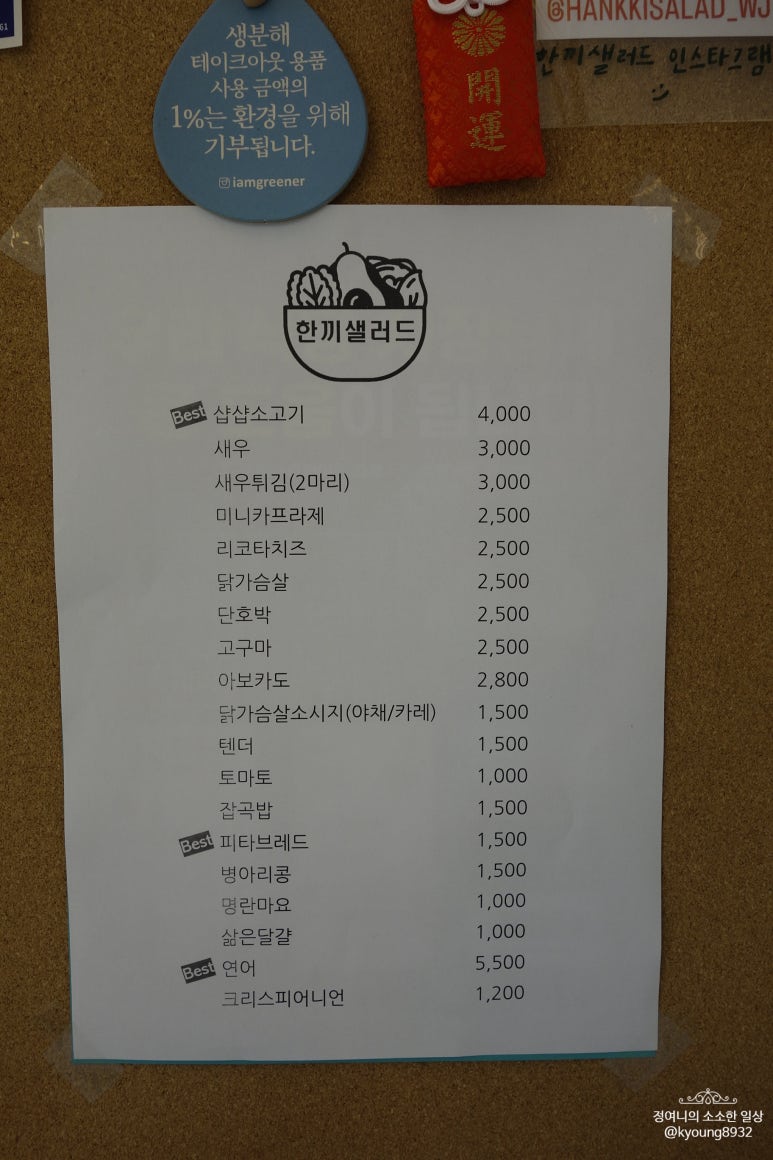 61
생분해
테이크아웃 용품
사용 금액의
1%는 환경을 위해
기부됩니다.
iamgreener
開
運
@HANKKISALAD_WJ
한끼샐러드 인스타그램
한끼샐러드
Best 샵샵소고기 4,000
새우 3,000
새우튀김(2마리) 3,000
미니카프라제 2,500
리코타치즈 2,500
닭가슴살 2,500
단호박 2,500
고구마 2,500
아보카도 2,800
닭가슴살소시지(야채/카레) 1,500
텐더 1,500
토마토 1,000
잡곡밥 1,500
Best 피타브레드 1,500
병아리콩 1,500
명란마요 1,000
삶은달걀 1,000
Best 연어 5,500
크리스피어니언 1,200
정여니의 소소한 일상
@kyoung8932